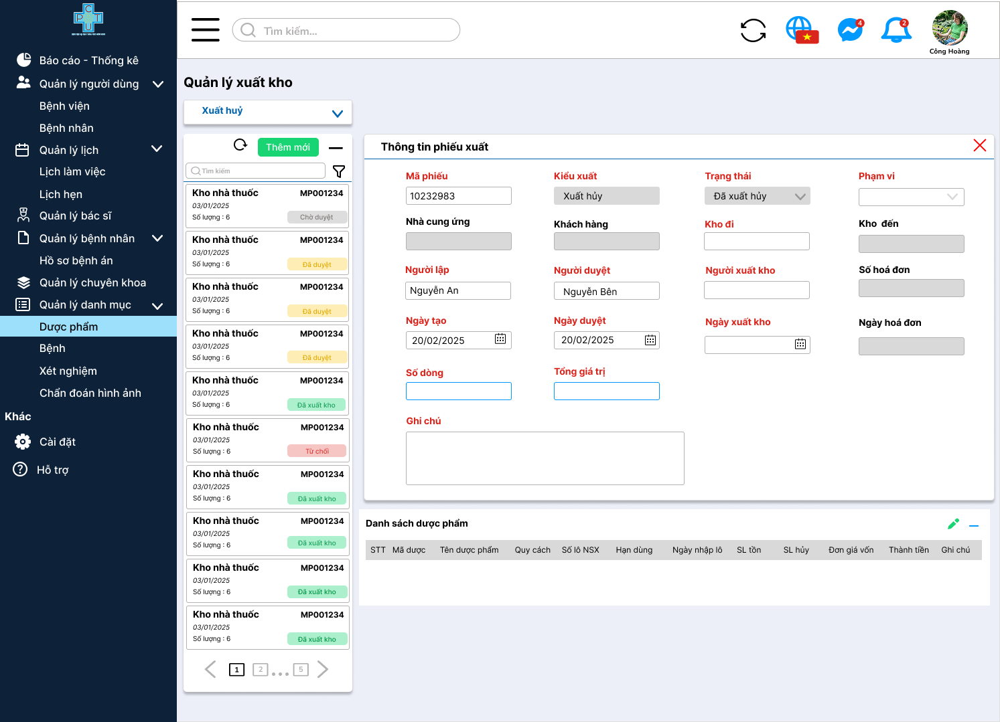 C
P C T
U
Báo cáo - Thống kê
Quản lý người dùng
Bệnh viện
Bệnh nhân
Quản lý lịch
Lịch làm việc
Lịch hẹn
Quản lý bác sĩ
Quản lý bệnh nhân
Hồ sơ bệnh án
Quản lý chuyên khoa
Quản lý danh mục
Dược phẩm
Bệnh
Xét nghiệm
Chẩn đoán hình ảnh
Khác
Cài đặt
Hỗ trợ
Tìm kiếm...
4
2
Công Hoàng
Quản lý xuất kho
Xuất huỷ
Thêm mới
Tìm kiếm
Kho nhà thuốc MP001234
03/01/2025
Số lượng : 6 Chờ duyệt
Kho nhà thuốc MP001234
03/01/2025
Số lượng : 6 Đã duyệt
Kho nhà thuốc MP001234
03/01/2025
Số lượng : 6 Đã duyệt
Kho nhà thuốc MP001234
03/01/2025
Số lượng : 6 Đã duyệt
Kho nhà thuốc MP001234
03/01/2025
Số lượng : 6 Đã xuất kho
Kho nhà thuốc MP001234
03/01/2025
Số lượng : 6 Từ chối
Kho nhà thuốc MP001234
03/01/2025
Số lượng : 6 Đã xuất kho
Kho nhà thuốc MP001234
03/01/2025
Số lượng : 6 Đã xuất kho
Kho nhà thuốc MP001234
03/01/2025
Số lượng : 6 Đã xuất kho
Kho nhà thuốc MP001234
03/01/2025
Số lượng : 6 Đã xuất kho
1 2 ... 5
Thông tin phiếu xuất
Mã phiếu Kiểu xuất Trạng thái Phạm vi
10232983 Xuất hủy Đã xuất hủy
Nhà cung ứng Khách hàng Kho đi Kho đến
Người lập Người duyệt Người xuất kho Số hoá đơn
Nguyễn An Nguyễn Bên
Ngày tạo Ngày duyệt Ngày xuất kho Ngày hoá đơn
20/02/2025 20/02/2025
Số dòng Tổng giá trị
Ghi chú
Danh sách dược phẩm
STT Mã dược Tên dược phẩm Quy cách Số lô NSX Hạn dùng Ngày nhập lô SL tồn SL hủy Đơn giá vốn Thành tiền Ghi chú